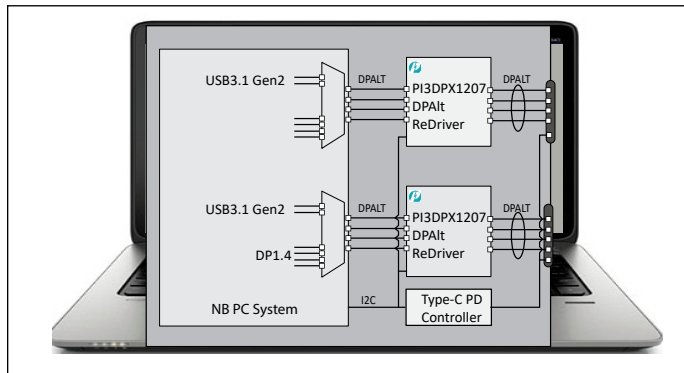 USB3.1 Gen2
DPALT
PI3DPX1207
DPAlt
ReDriver
DPALT
USB3.1 Gen2
DP1.4
DPALT
PI3DPX1207
DPAlt
ReDriver
DPALT
NB PC System
I2C
Type-C PD
Controller